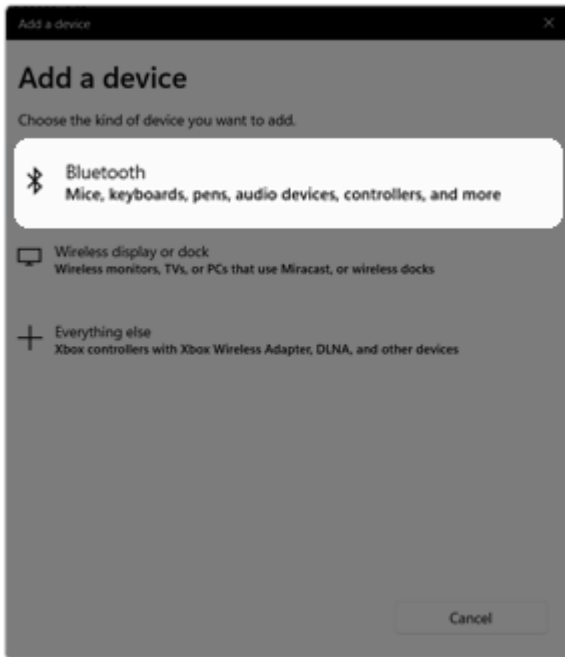 Add a device
Add a device
Choose the kind of device you want to add.
Bluetooth
Mice, keyboards, pens, audio devices, controllers, and more
Wireless display or dock
Wireless monitors, TVs, or PCs that use Miracast, or wireless docks
Everything else
Xbox controllers with Xbox Wireless Adapter, DLNA, and other devices
Cancel